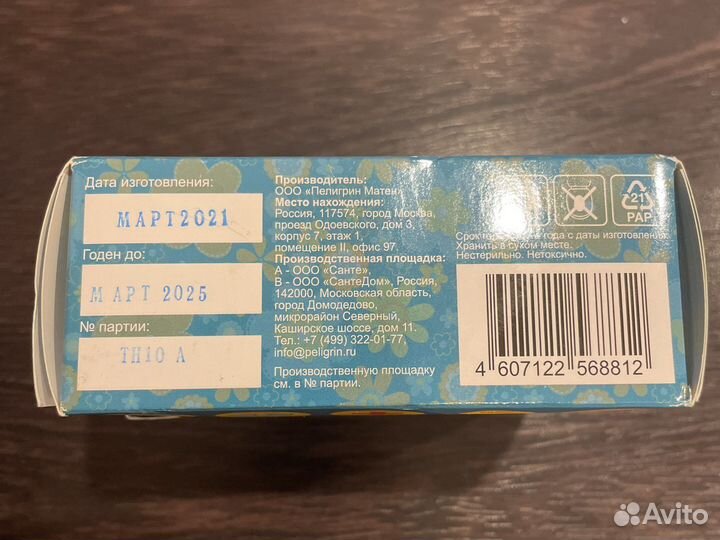 Дата изготовления:
МАРТ2021
Годен до:
МАРТ 2025
№ партии:
ТН10 А
Производитель:
ООО «Пелигрин Матен»
Место нахождения:
Россия, 117574, город Москва,
проезд Одоевского, дом 3,
корпус 7, этаж 1,
помещение II, офис 97.
Производственная площадка:
А - ООО «Санте»,
В - ООО «СантеДом», Россия,
142000, Московская область,
город Домодедово,
микрорайон Северный,
Каширское шоссе, дом 11.
Тел.: +7 (499) 322-01-77,
info@peligrin.ru
Производственную площадку
см. в № партии.
21
PAP
Срок года с даты изготовления.
Хранить в сухом месте.
Нестерильно. Нетоксично.
4 607122 568812
Avito